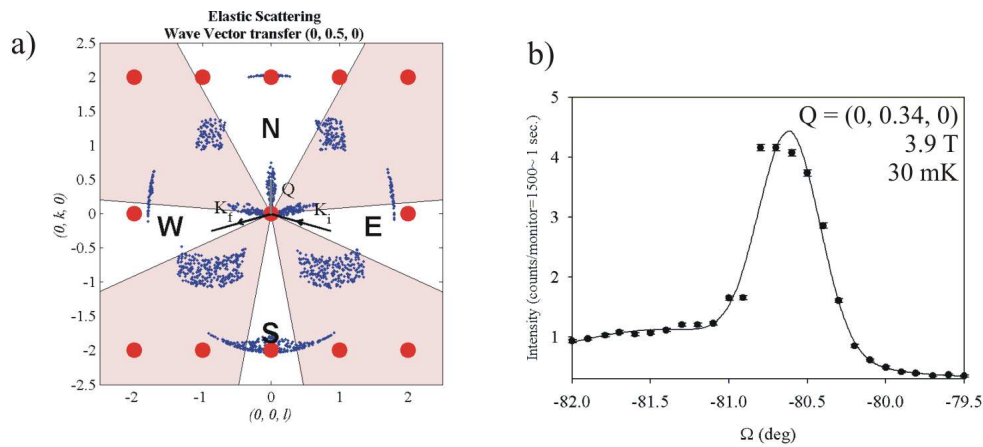 a)
Elastic Scattering
Wave Vector transfer (0, 0.5, 0)
2.5
2
1.5
1
0.5
0
-0.5
-1
-1.5
-2
-2.5
(0, k, 0)
N
Q
K_f
K_i
W
E
S
-2 -1 0 1 2
(0, 0, l)
b)
Q = (0, 0.34, 0)
3.9 T
30 mK
5
4
3
2
1
Intensity (counts/monitor=1500~ 1 sec.)
-82.0 -81.5 -81.0 -80.5 -80.0 -79.5
Ω (deg)